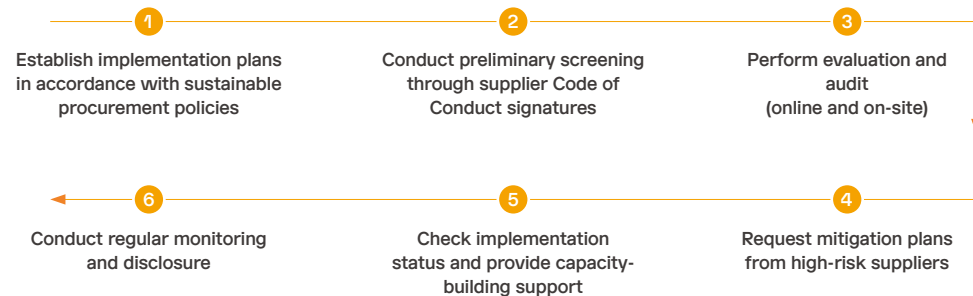 1
Establish implementation plans
in accordance with sustainable
procurement policies
2
Conduct preliminary screening
through supplier Code of
Conduct signatures
3
Perform evaluation and
audit
(online and on-site)
4
Request mitigation plans
from high-risk suppliers
5
Check implementation
status and provide capacity-
building support
6
Conduct regular monitoring
and disclosure